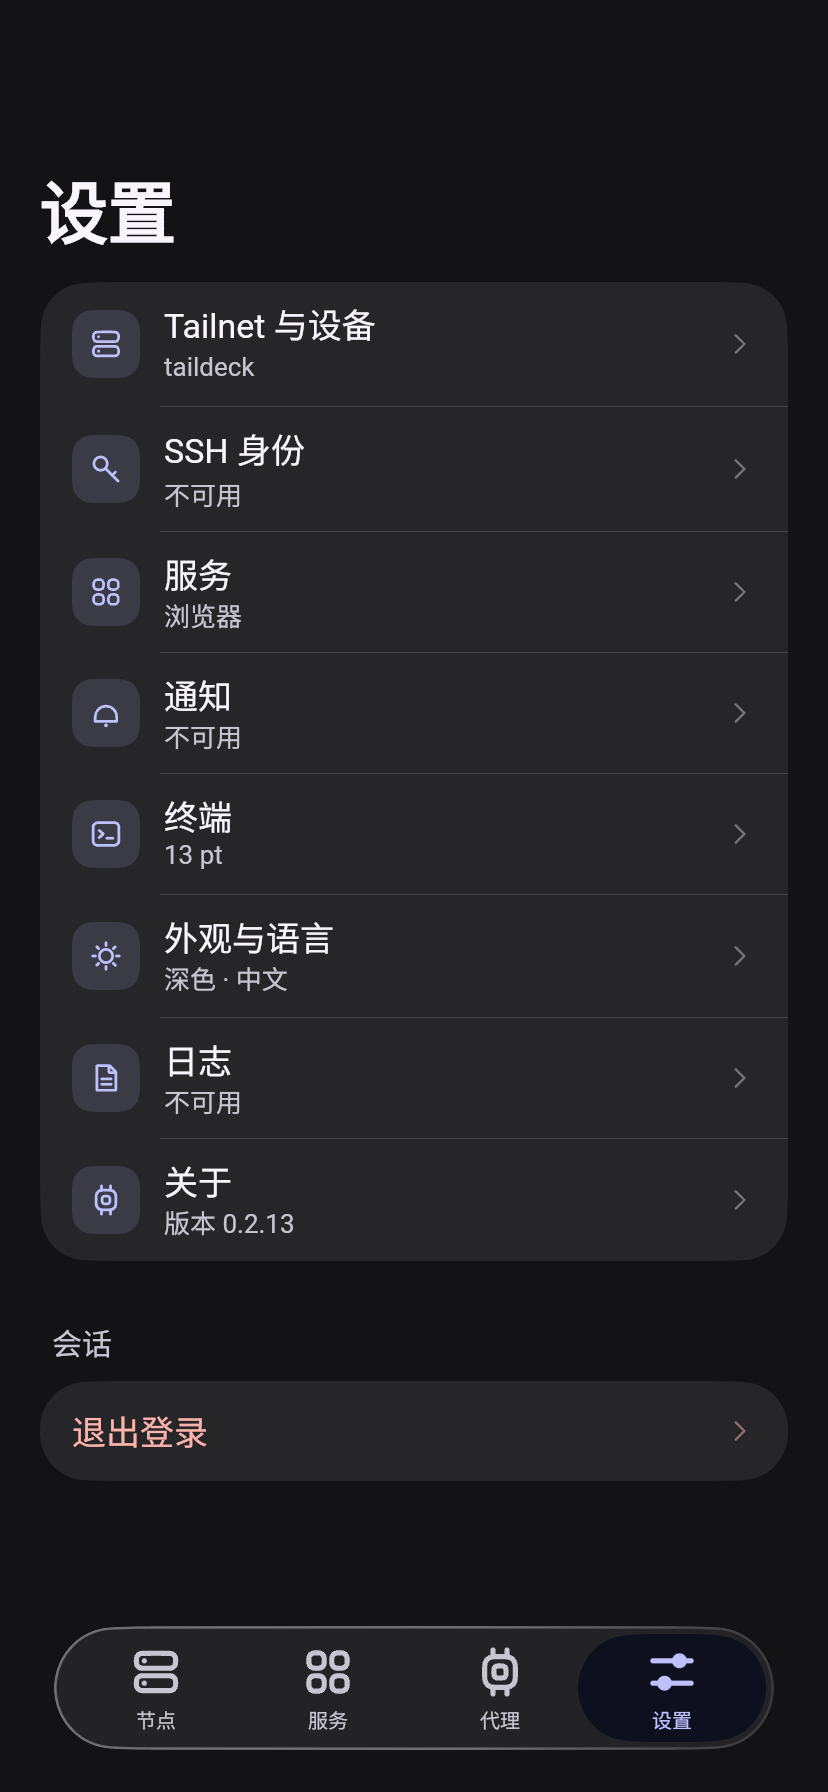 设置
Tailnet 与设备
taildeck
SSH 身份
不可用
服务
浏览器
通知
不可用
终端
13 pt
外观与语言
深色 · 中文
日志
不可用
关于
版本 0.2.13
会话
退出登录
节点
服务
代理
设置